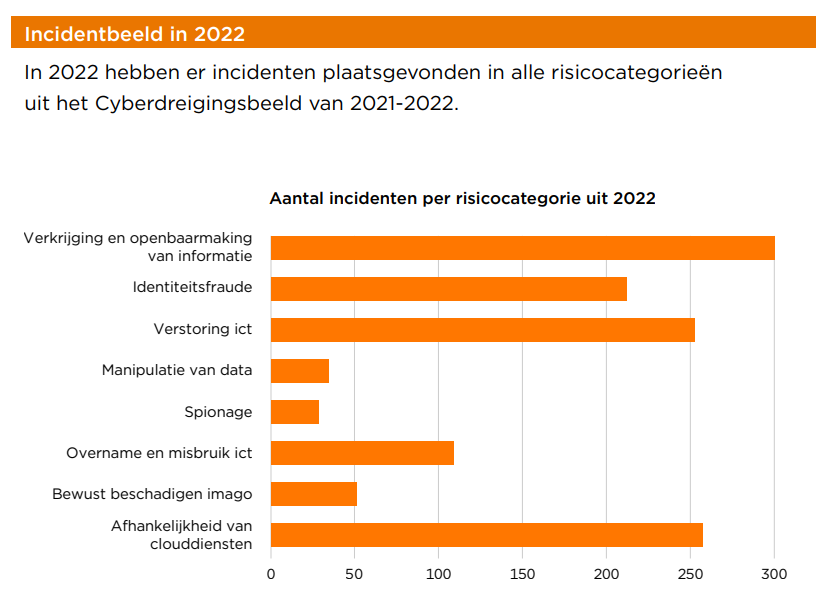 Incidentbeeld in 2022
In 2022 hebben er incidenten plaatsgevonden in alle risicocategorieën
uit het Cyberdreigingsbeeld van 2021-2022.
Aantal incidenten per risicocategorie uit 2022
Verkrijging en openbaarmaking
van informatie
Identiteitsfraude
Verstoring ict
Manipulatie van data
Spionage
Overname en misbruik ict
Bewust beschadigen imago
Afhankelijkheid van
clouddiensten
0 50 100 150 200 250 300